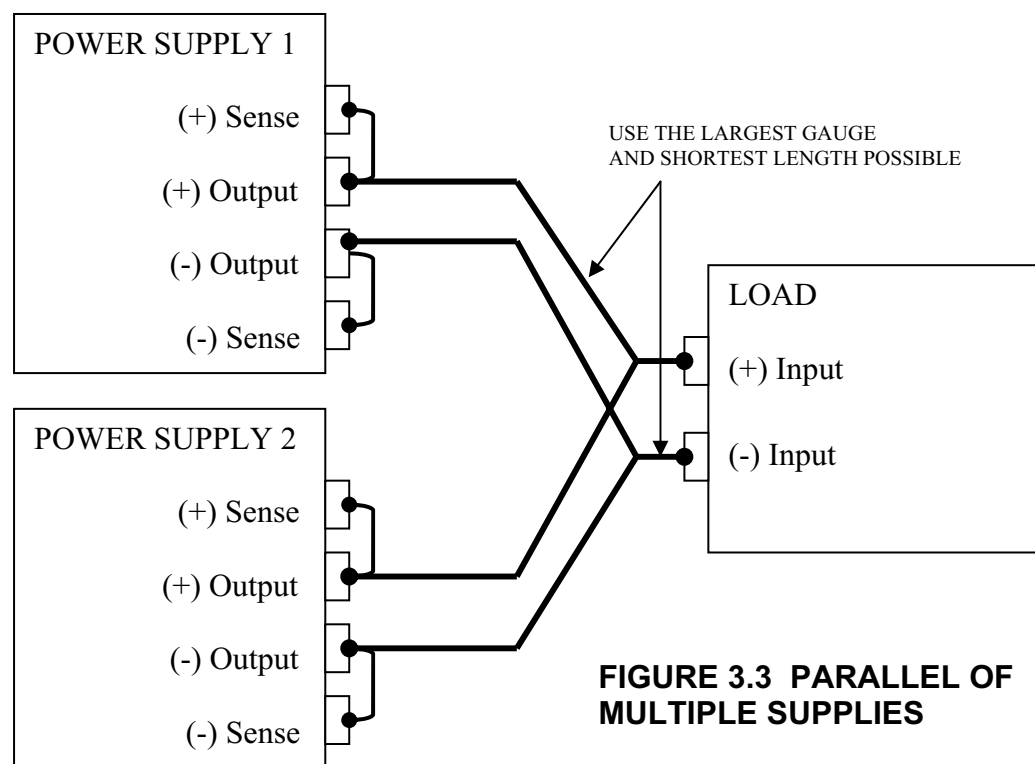 POWER SUPPLY 1
(+) Sense
(+) Output
(-) Output
(-) Sense
USE THE LARGEST GAUGE
AND SHORTEST LENGTH POSSIBLE
LOAD
(+) Input
(-) Input
POWER SUPPLY 2
(+) Sense
(+) Output
(-) Output
(-) Sense
FIGURE 3.3 PARALLEL OF
MULTIPLE SUPPLIES